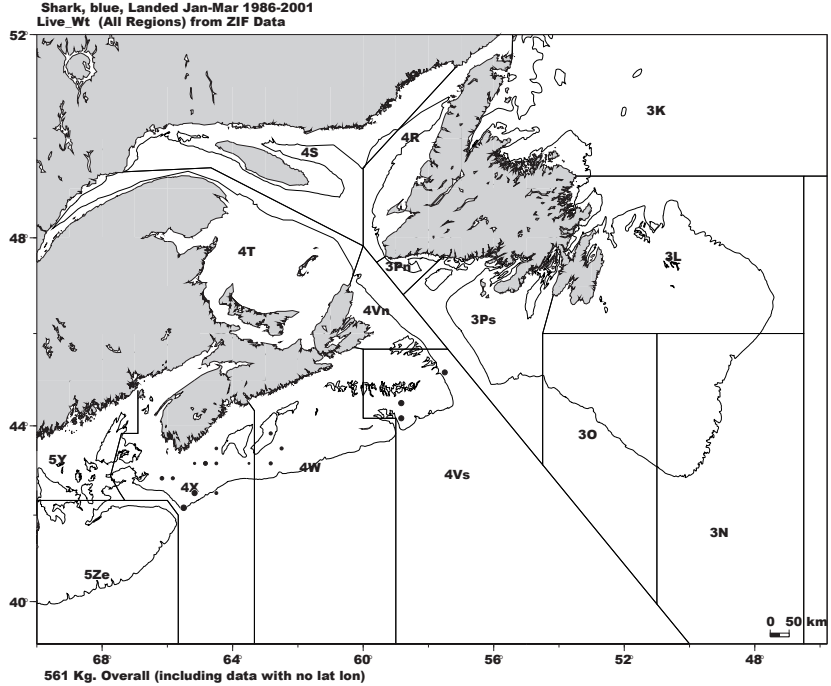 Shark, blue, Landed Jan-Mar 1986-2001
Live_Wt (All Regions) from ZIF Data
52
3K
4R
4S
48
4T
3L
3Pn
4Vn
3Ps
44
3O
5Y
4W
4Vs
4X
3N
5Ze
40
0 50 km
68 64 60 56 52 48
561 Kg. Overall (including data with no lat lon)